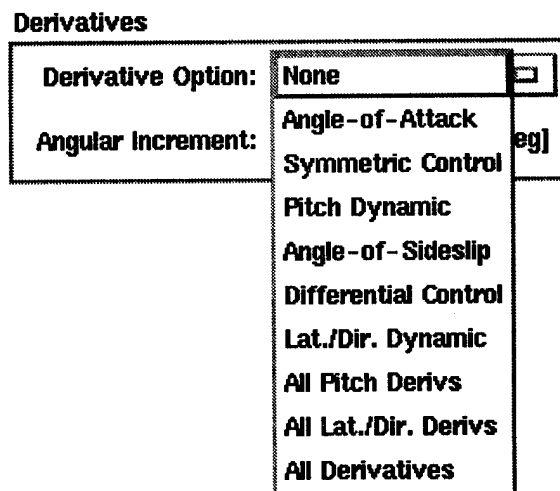 Derivatives
Derivative Option: None
Angular Increment: Angle-of-Attack eg]
Symmetric Control
Pitch Dynamic
Angle-of-Sideslip
Differential Control
Lat./Dir. Dynamic
All Pitch Derivs
All Lat./Dir. Derivs
All Derivatives